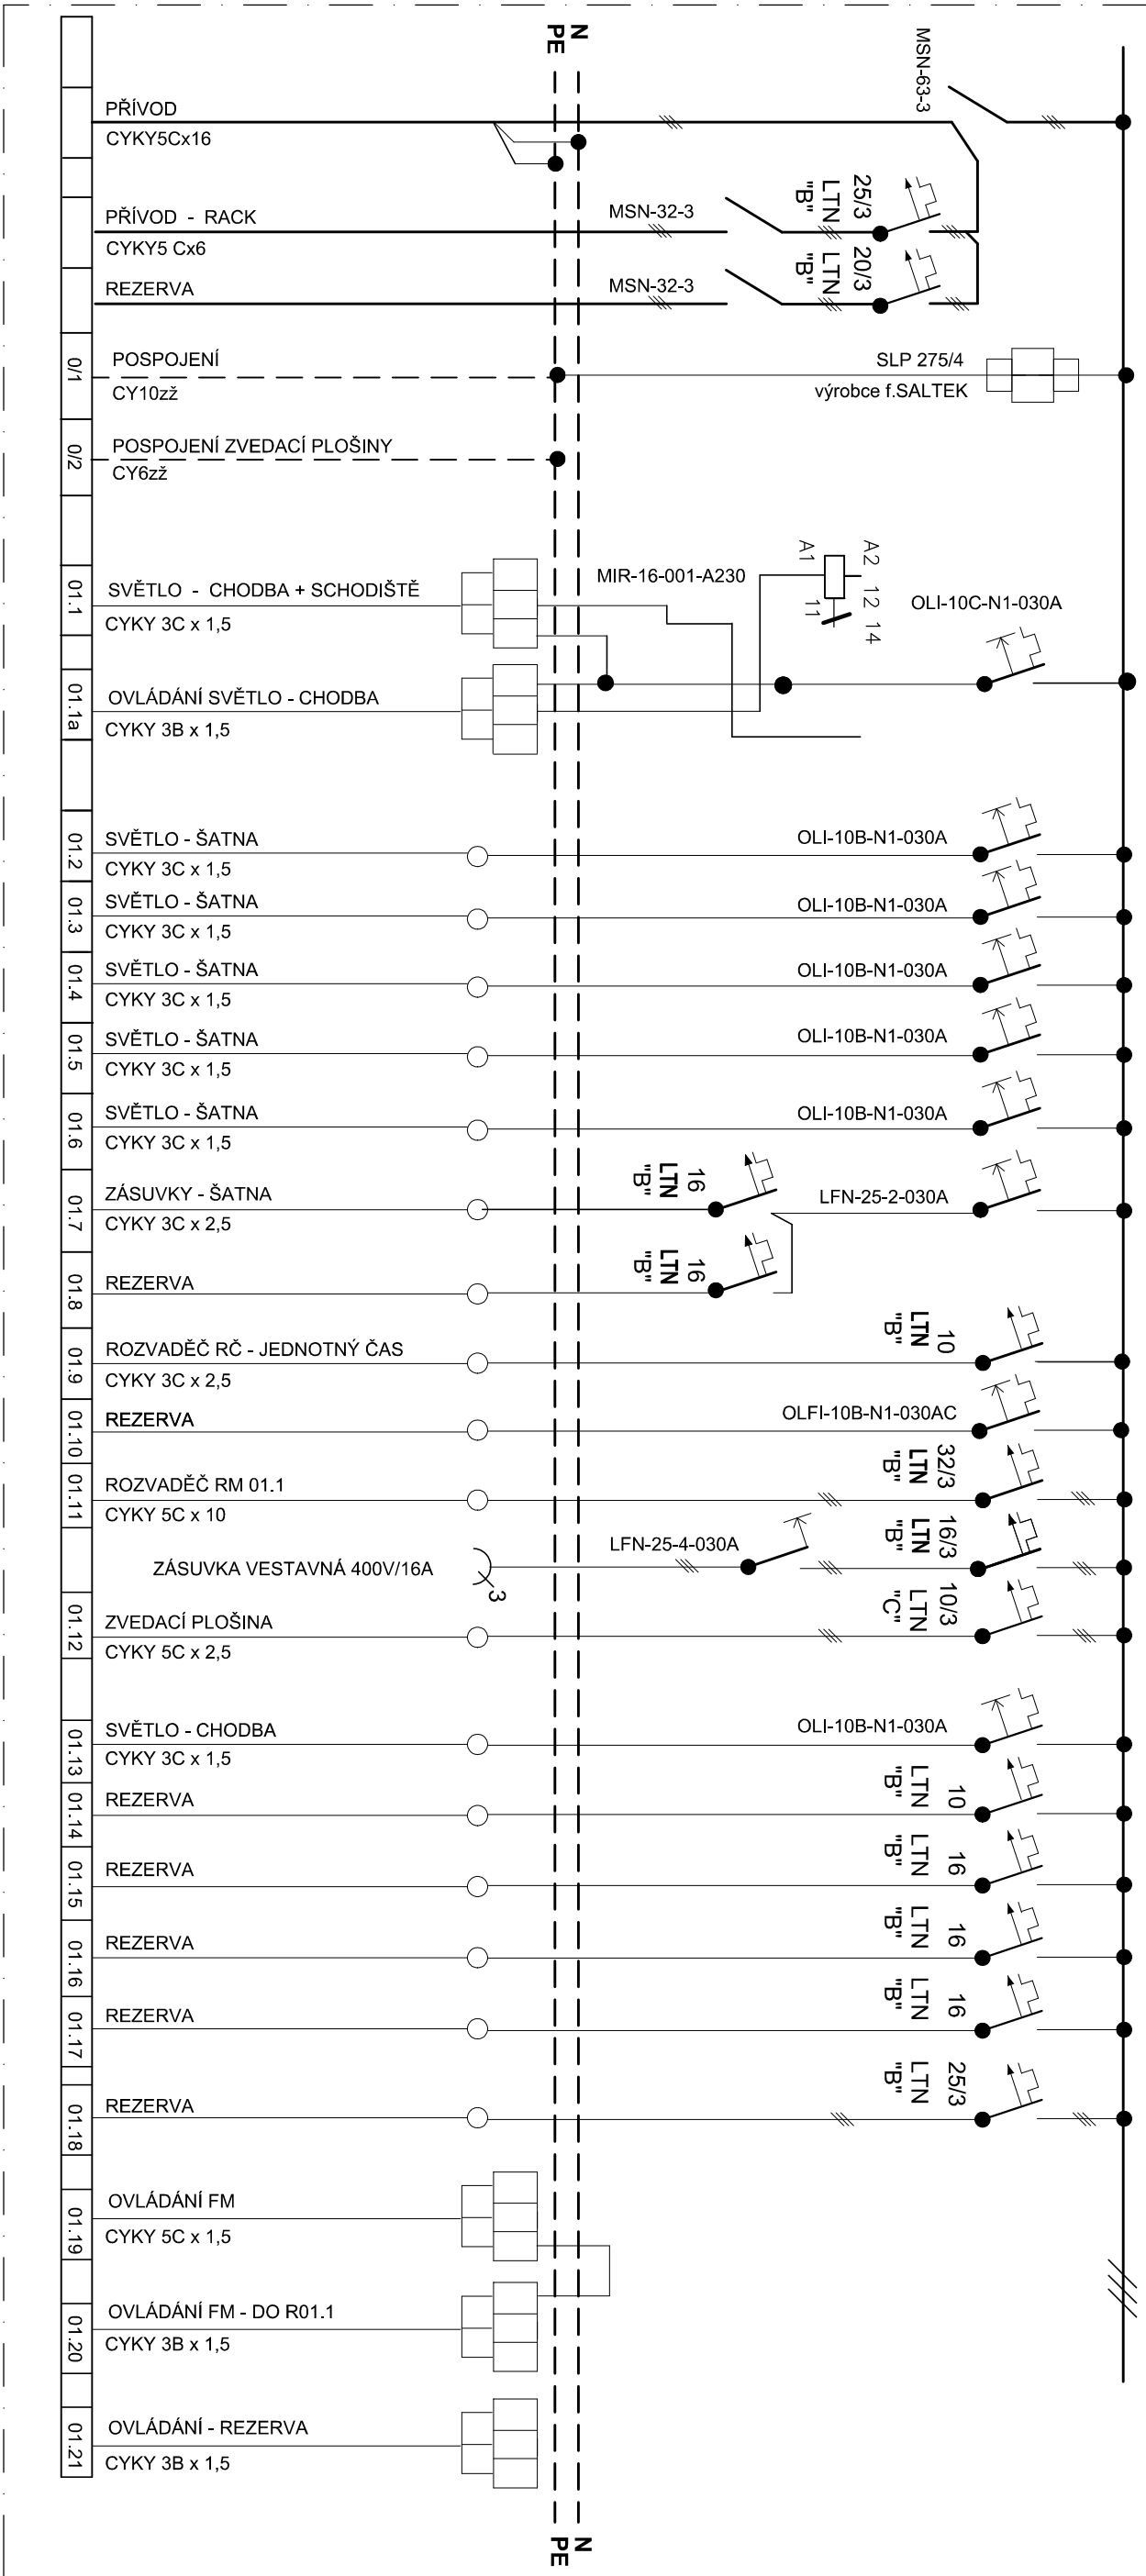 N
PE
MSN-63-3
PŘÍVOD
CYKY5Cx16
PŘÍVOD - RACK
CYKY5 Cx6
MSN-32-3
25/3
LTN
"B"
REZERVA
MSN-32-3
20/3
LTN
"B"
0/1
POSPOJENÍ
CY10zž
SLP 275/4
výrobce f.SALTEK
0/2
POSPOJENÍ ZVEDACÍ PLOŠINY
CY6zž
01.1
SVĚTLO - CHODBA + SCHODIŠTĚ
CYKY 3C x 1,5
MIR-16-001-A230
A1
A2
11
12
14
OLI-10C-N1-030A
01.1a
OVLÁDÁNÍ SVĚTLO - CHODBA
CYKY 3B x 1,5
01.2
SVĚTLO - ŠATNA
CYKY 3C x 1,5
OLI-10B-N1-030A
01.3
SVĚTLO - ŠATNA
CYKY 3C x 1,5
OLI-10B-N1-030A
01.4
SVĚTLO - ŠATNA
CYKY 3C x 1,5
OLI-10B-N1-030A
01.5
SVĚTLO - ŠATNA
CYKY 3C x 1,5
OLI-10B-N1-030A
01.6
SVĚTLO - ŠATNA
CYKY 3C x 1,5
OLI-10B-N1-030A
01.7
ZÁSUVKY - ŠATNA
CYKY 3C x 2,5
16
LTN
"B"
LFN-25-2-030A
01.8
REZERVA
16
LTN
"B"
01.9
ROZVADĚČ RČ - JEDNOTNÝ ČAS
CYKY 3C x 2,5
10
LTN
"B"
01.10
REZERVA
OLFI-10B-N1-030AC
01.11
ROZVADĚČ RM 01.1
CYKY 5C x 10
32/3
LTN
"B"
ZÁSUVKA VESTAVNÁ 400V/16A
3
LFN-25-4-030A
16/3
LTN
"B"
01.12
ZVEDACÍ PLOŠINA
CYKY 5C x 2,5
10/3
LTN
"C"
01.13
SVĚTLO - CHODBA
CYKY 3C x 1,5
OLI-10B-N1-030A
01.14
REZERVA
10
LTN
"B"
01.15
REZERVA
16
LTN
"B"
01.16
REZERVA
16
LTN
"B"
01.17
REZERVA
16
LTN
"B"
01.18
REZERVA
25/3
LTN
"B"
01.19
OVLÁDÁNÍ FM
CYKY 5C x 1,5
01.20
OVLÁDÁNÍ FM - DO R01.1
CYKY 3B x 1,5
01.21
OVLÁDÁNÍ - REZERVA
CYKY 3B x 1,5
N
PE